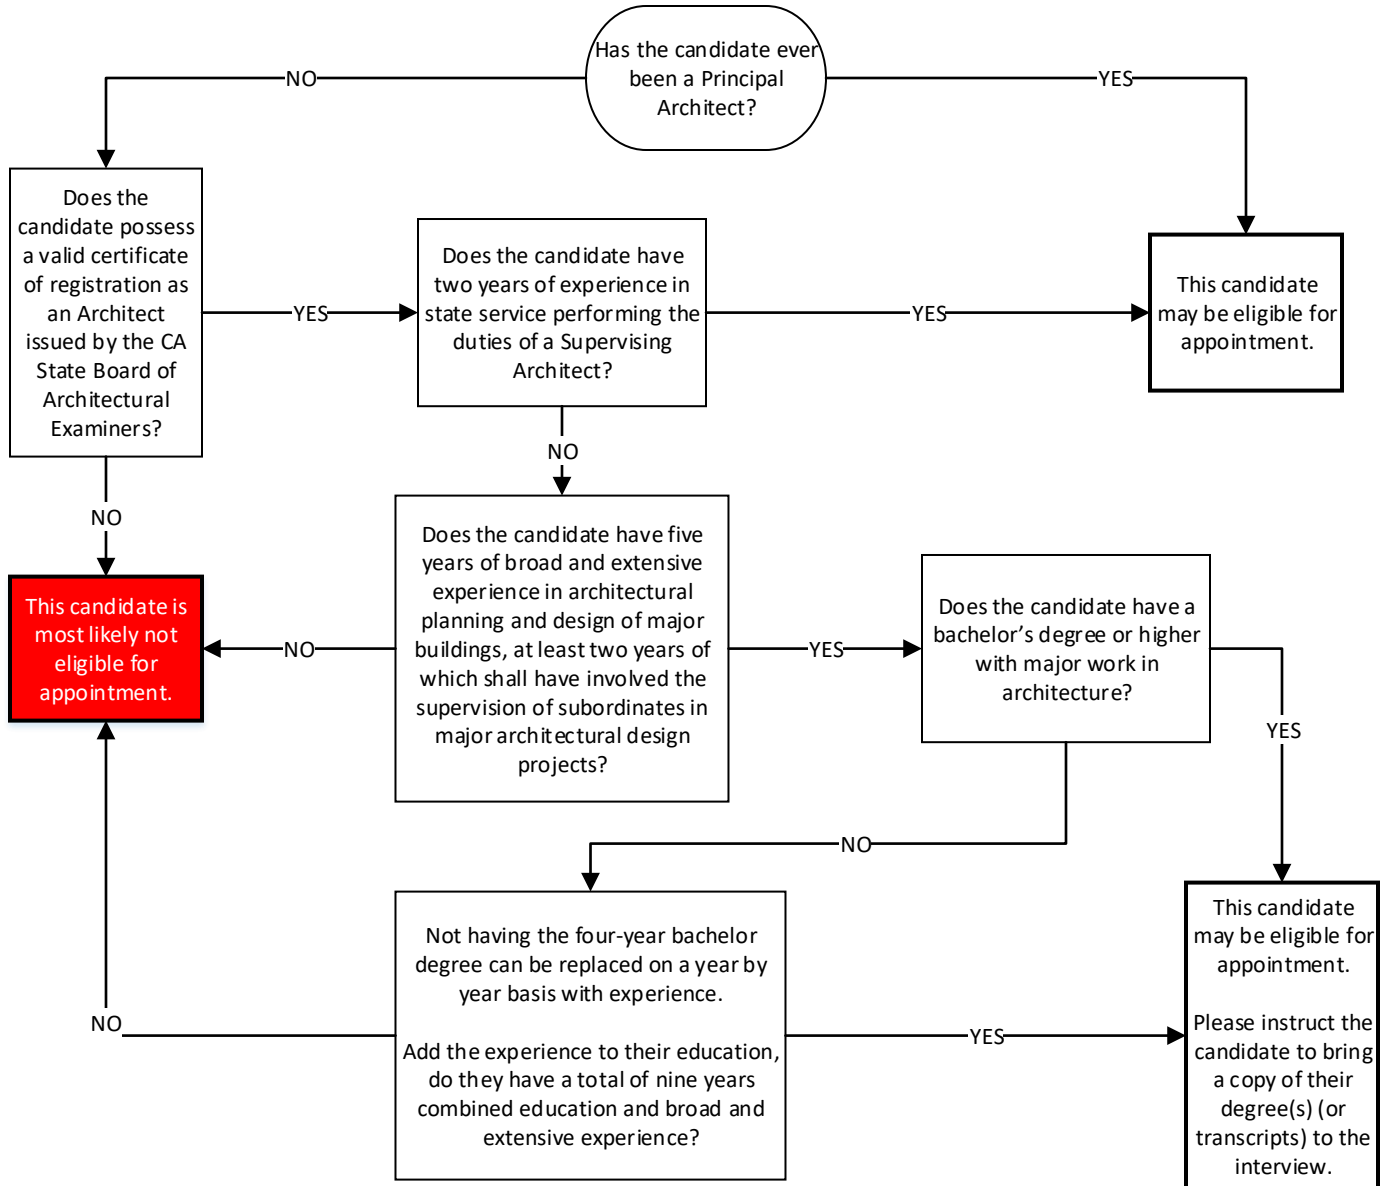 Has the candidate ever
been a Principal
Architect?
NO
YES
Does the
candidate possess
a valid certificate
of registration as
an Architect
issued by the CA
State Board of
Architectural
Examiners?
YES
Does the candidate have
two years of experience in
state service performing the
duties of a Supervising
Architect?
YES
This candidate
may be eligible for
appointment.
NO
NO
This candidate is
most likely not
eligible for
appointment.
NO
Does the candidate have five
years of broad and extensive
experience in architectural
planning and design of major
buildings, at least two years of
which shall have involved the
supervision of subordinates in
major architectural design
projects?
YES
Does the candidate have a
bachelor’s degree or higher
with major work in
architecture?
YES
NO
NO
Not having the four-year bachelor
degree can be replaced on a year by
year basis with experience.
Add the experience to their education,
do they have a total of nine years
combined education and broad and
extensive experience?
YES
This candidate
may be eligible for
appointment.
Please instruct the
candidate to bring
a copy of their
degree(s) (or
transcripts) to the
interview.